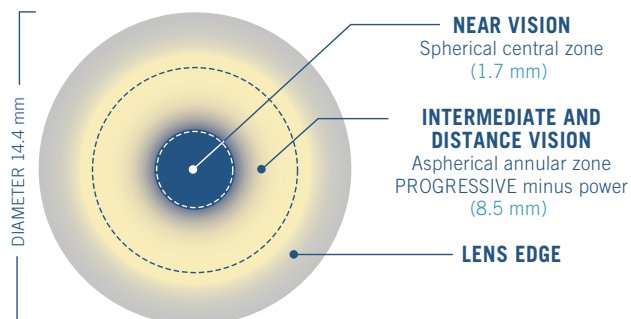 NEAR VISION
Spherical central zone
(1.7 mm)
DIAMETER 14.4 mm
INTERMEDIATE AND
DISTANCE VISION
Aspherical annular zone
PROGRESSIVE minus power
(8.5 mm)
LENS EDGE